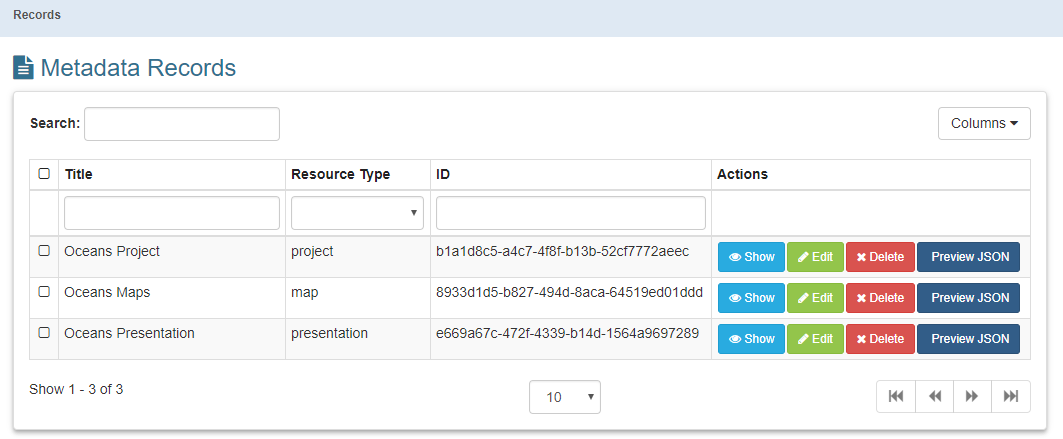 Records
Metadata Records
Search:
Columns
Title Resource Type ID Actions
Oceans Project project b1a1d8c5-a4c7-4f8f-b13b-52cf7772aeec Show Edit Delete Preview JSON
Oceans Maps map 8933d1d5-b827-494d-8aca-64519ed01ddd Show Edit Delete Preview JSON
Oceans Presentation presentation e669a67c-472f-4339-b14d-1564a9697289 Show Edit Delete Preview JSON
Show 1 - 3 of 3 10